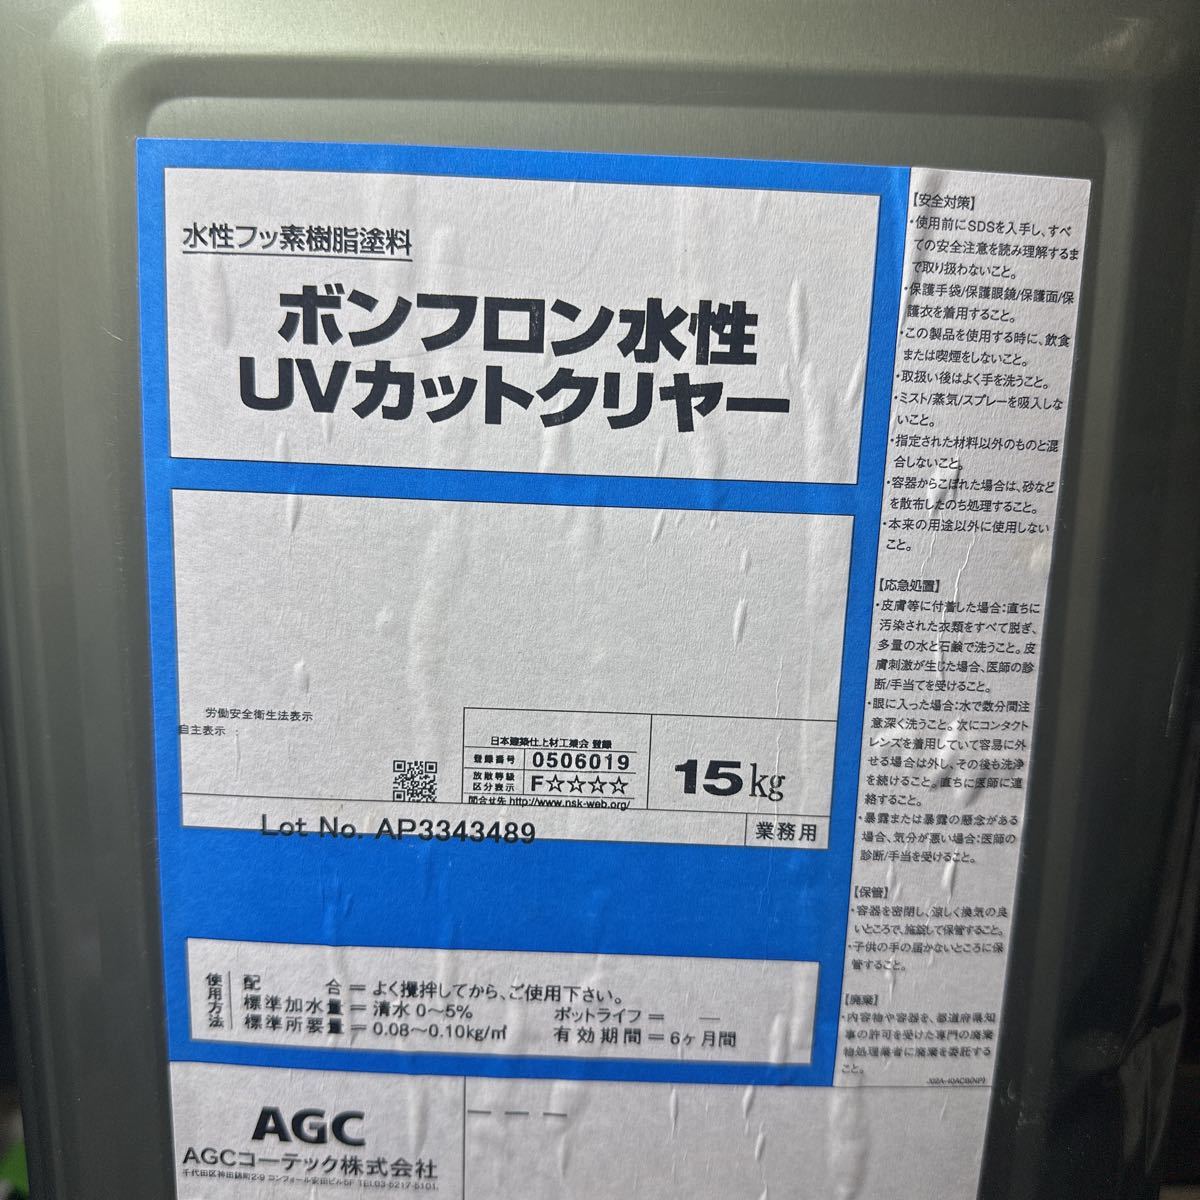 水性フッ素樹脂塗料
ボンフロン水性
UVカットクリヤー
労働安全衛生法表示
自主表示 :
日本建築仕上材工業会 登録
登録番号 0506019
放散等級
区分表示 F☆☆☆☆
問合せ先 http://www.nsk-web.org/
15kg
Lot No. AP3343489
業務用
使用方法
配合 = よく攪拌してから、ご使用下さい。
標準加水量 = 清水 0～5%
ポットライフ = —
標準所要量 = 0.08～0.10kg/㎡
有効期間 = 6ヶ月間
AGC
AGCコーテック株式会社
千代田区神田錦町2-9 コンフォール安田ビル5F TEL03-5217-5101
【安全対策】
・使用前にSDSを入手し、すべ
ての安全注意を読み理解するま
で取り扱わないこと。
・保護手袋/保護眼鏡/保護面/保
護衣を着用すること。
・この製品を使用する時に、飲食
または喫煙をしないこと。
・取扱い後はよく手を洗うこと。
・ミスト/蒸気/スプレーを吸入しな
いこと。
・指定された材料以外のものと混
合しないこと。
・容器からこぼれた場合は、砂など
を散布したのち処理すること。
・本来の用途以外に使用しない
こと。
【応急処置】
・皮膚等に付着した場合:直ちに
汚染された衣類をすべて脱ぎ、
多量の水と石鹸で洗うこと。皮
膚刺激が生じた場合、医師の診
断/手当てを受けること。
・眼に入った場合:水で数分間注
意深く洗うこと。次にコンタクト
レンズを着用していて容易に外
せる場合は外し、その後も洗浄
を続けること。直ちに医師に連
絡すること。
・暴露または暴露の懸念がある
場合、気分が悪い場合:医師の
診断/手当を受けること。
【保管】
・容器を密閉し、涼しく換気の良
いところで、施錠して保管すること。
・子供の手の届かないところに保
管すること。
【廃棄】
・内容物や容器を、都道府県知
事の許可を受けた専門の廃棄
物処理業者に廃棄を委託する
こと。